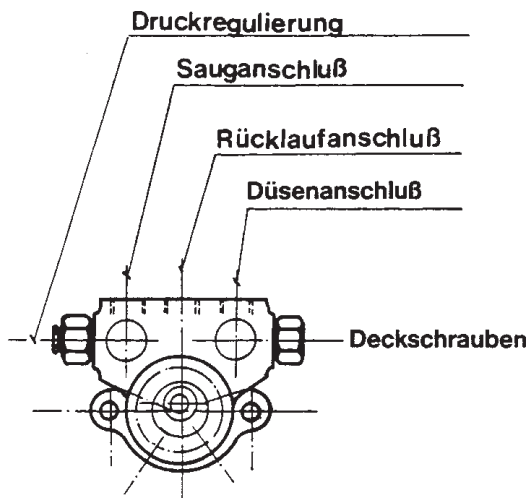 Druckregulierung
Sauganschluß
Rücklaufanschluß
Düsenanschluß
Deckschrauben